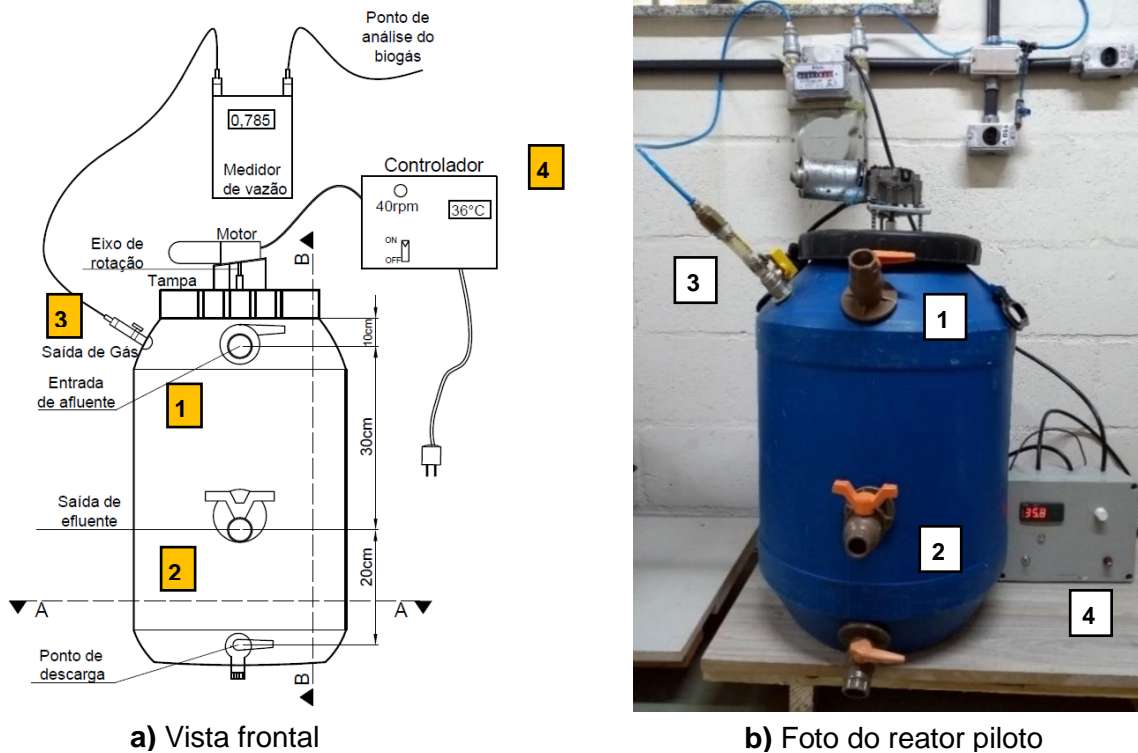 Ponto de
análise do
biogás
0,785
Medidor
de vazão
Controlador
4
40rpm
36°C
ON
OFF
Motor
Eixo de
rotação
B
Tampa
3
Saída de Gás
10cm
Entrada
de afluente
1
30cm
Saída de
efluente
2
20cm
A
A
Ponto de
descarga
B
a) Vista frontal
110 V
3
1
35.8
2
4
b) Foto do reator piloto